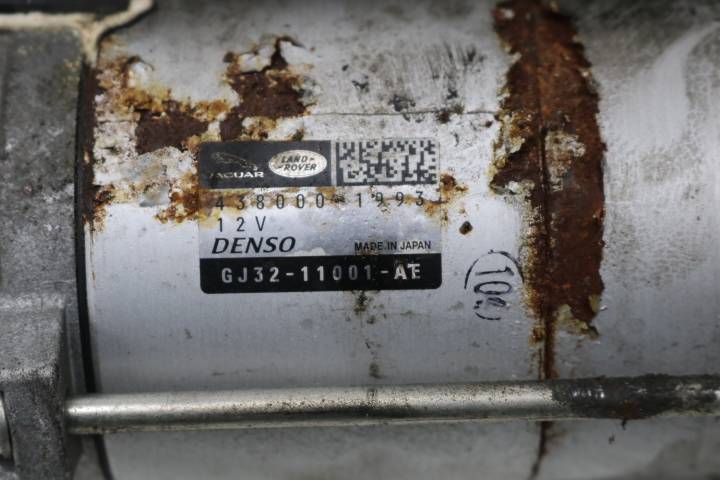 JAGUAR LAND-ROVER
438000-1993
12V
DENSO MADE IN JAPAN
GJ32-11001-AE